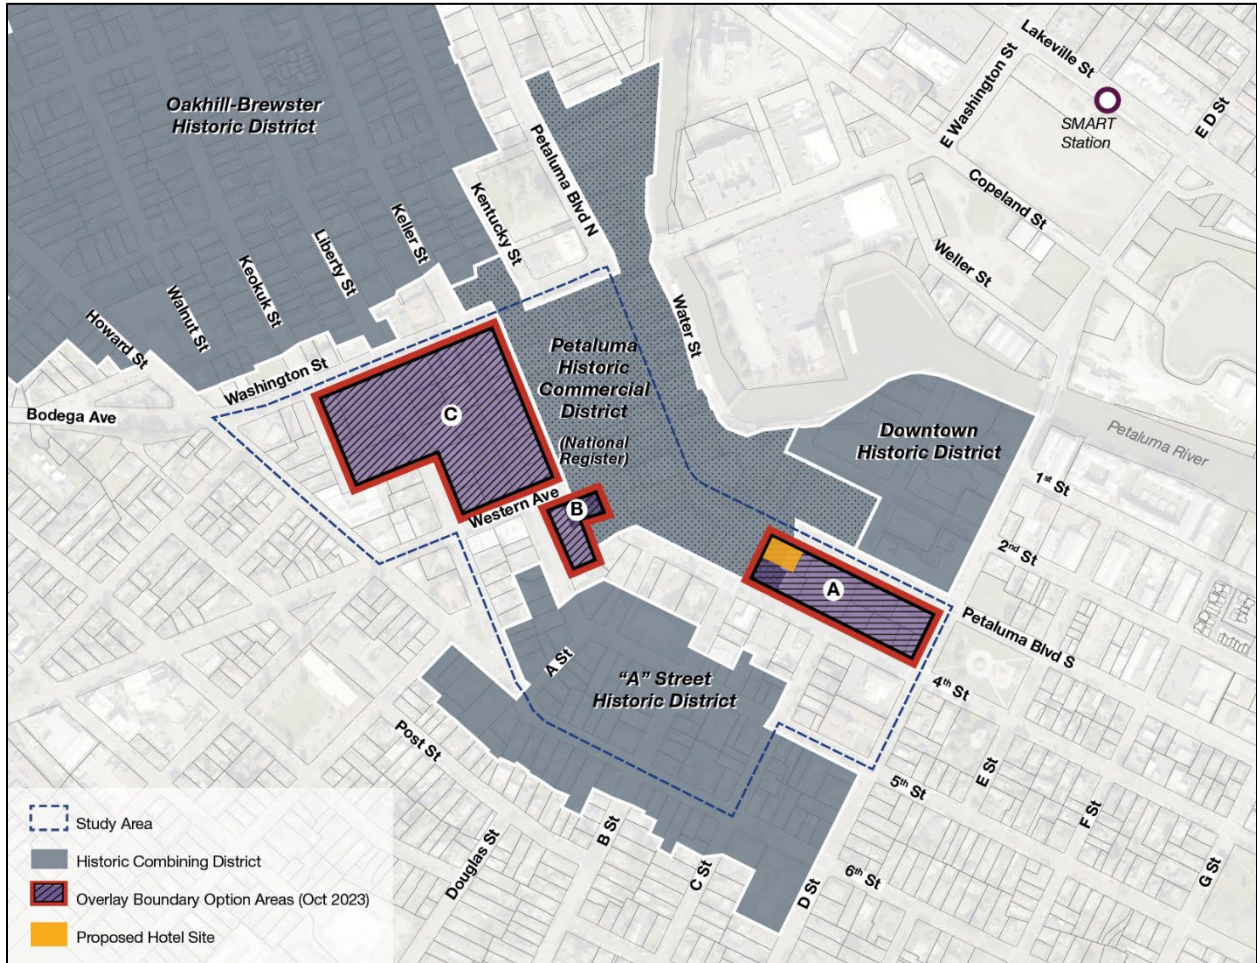 Oakhill-Brewster
Historic District
Lakeville St
E Washington St
SMART
Station
E D St
Petaluma Blvd N
Kentucky St
Copeland St
Weller St
Keller St
Liberty St
Keokuk St
Walnut St
Howard St
Washington St
Bodega Ave
Water St
Petaluma
Historic
Commercial
District
(National
Register)
C
Downtown
Historic District
Petaluma River
Western Ave
B
1st St
2nd St
A
Petaluma Blvd S
4th St
A St
"A" Street
Historic District
Post St
5th St
E St
F St
G St
6th St
D St
C St
B St
Douglas St
Study Area
Historic Combining District
Overlay Boundary Option Areas (Oct 2023)
Proposed Hotel Site